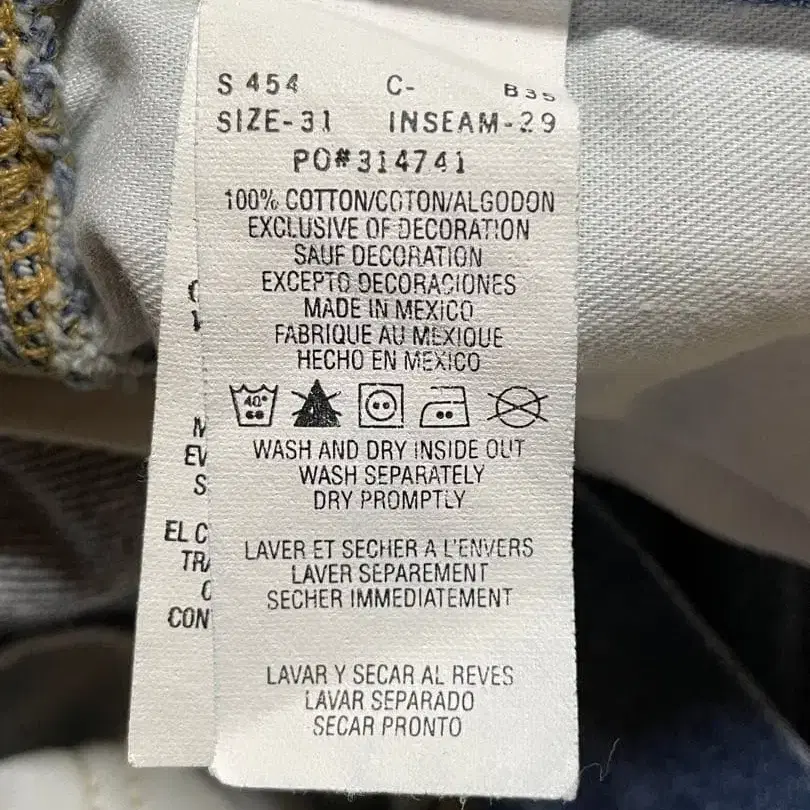 S 454 C- B35
SIZE-31 INSEAM-29
PO#314741
100% COTTON/COTON/ALGODON
EXCLUSIVE OF DECORATION
SAUF DECORATION
EXCEPTO DECORACIONES
MADE IN MEXICO
FABRIQUE AU MEXIQUE
HECHO EN MEXICO
40°
WASH AND DRY INSIDE OUT
WASH SEPARATELY
DRY PROMPTLY
LAVER ET SECHER A L'ENVERS
LAVER SEPAREMENT
SECHER IMMEDIATEMENT
LAVAR Y SECAR AL REVES
LAVAR SEPARADO
SECAR PRONTO
EV
S
EL C
TR
CON